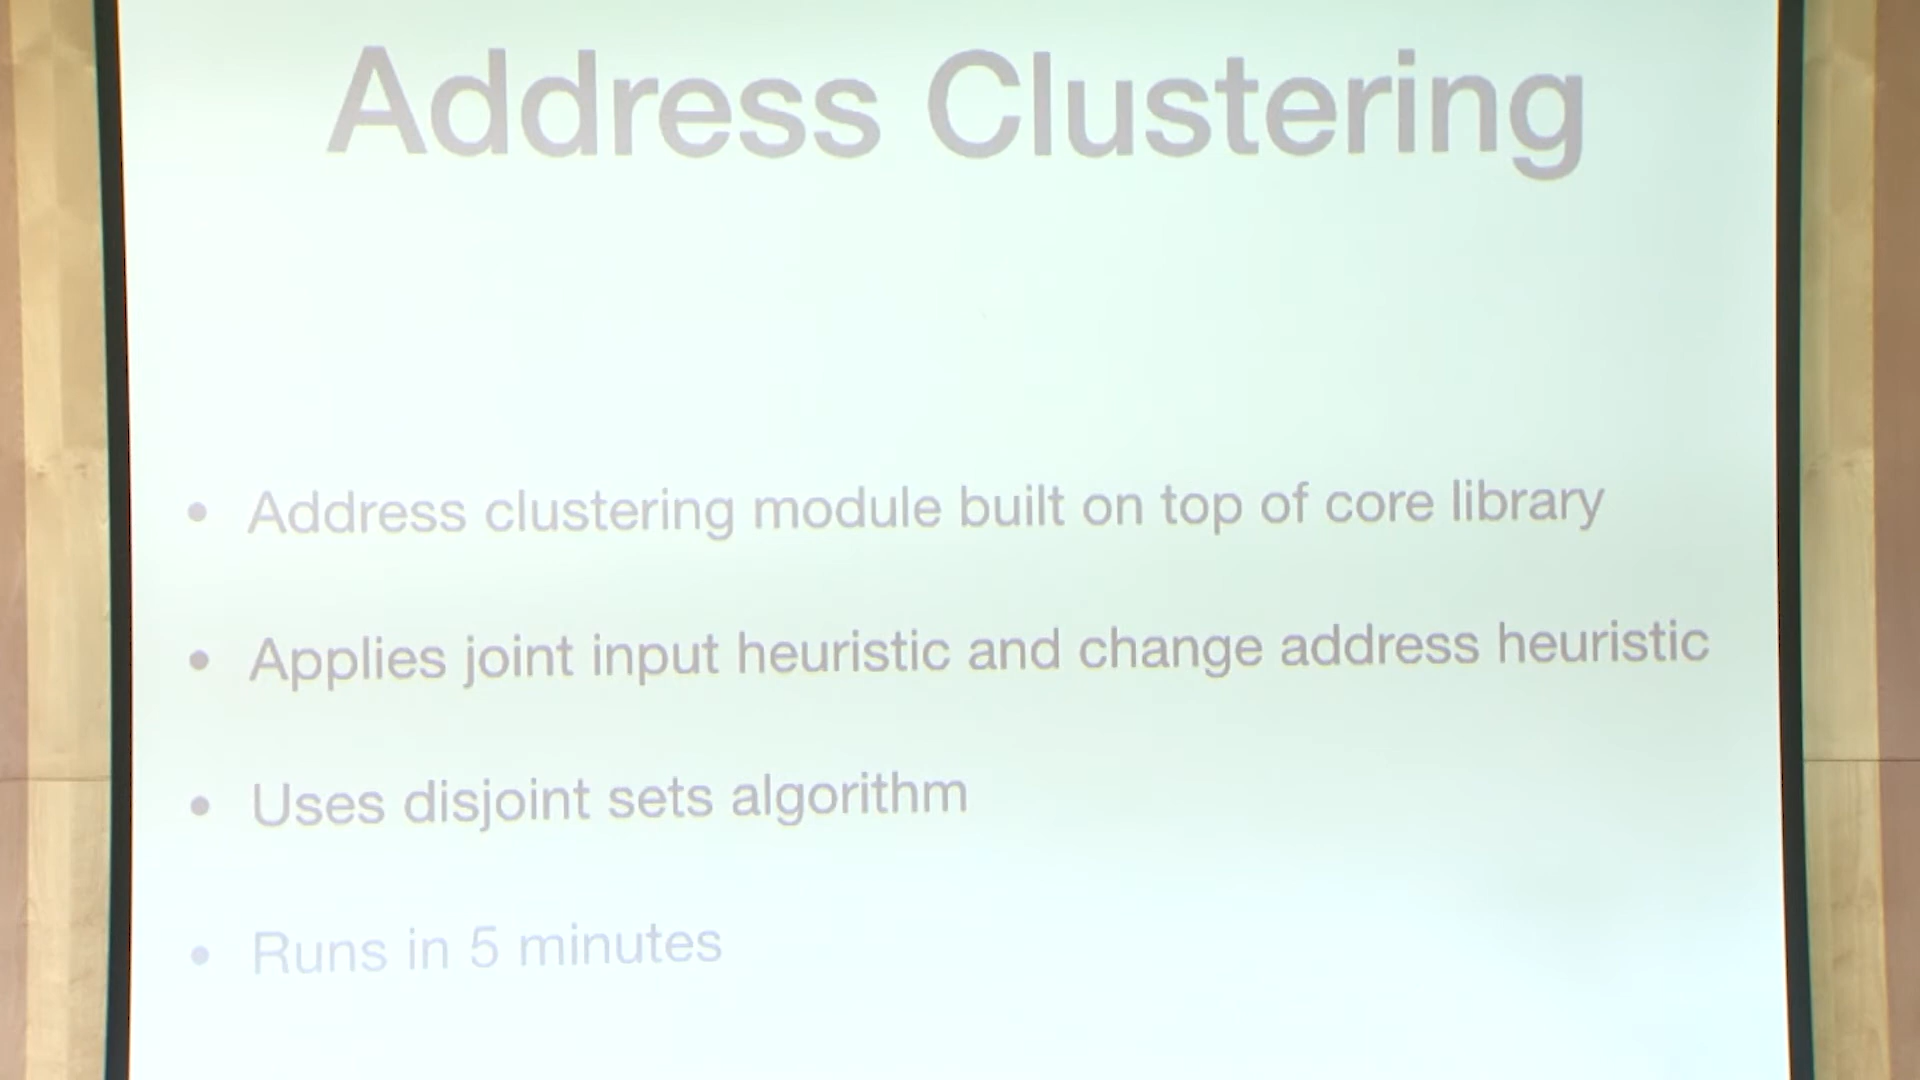 Address Clustering
• Address clustering module built on top of core library
• Applies joint input heuristic and change address heuristic
• Uses disjoint sets algorithm
• Runs in 5 minutes